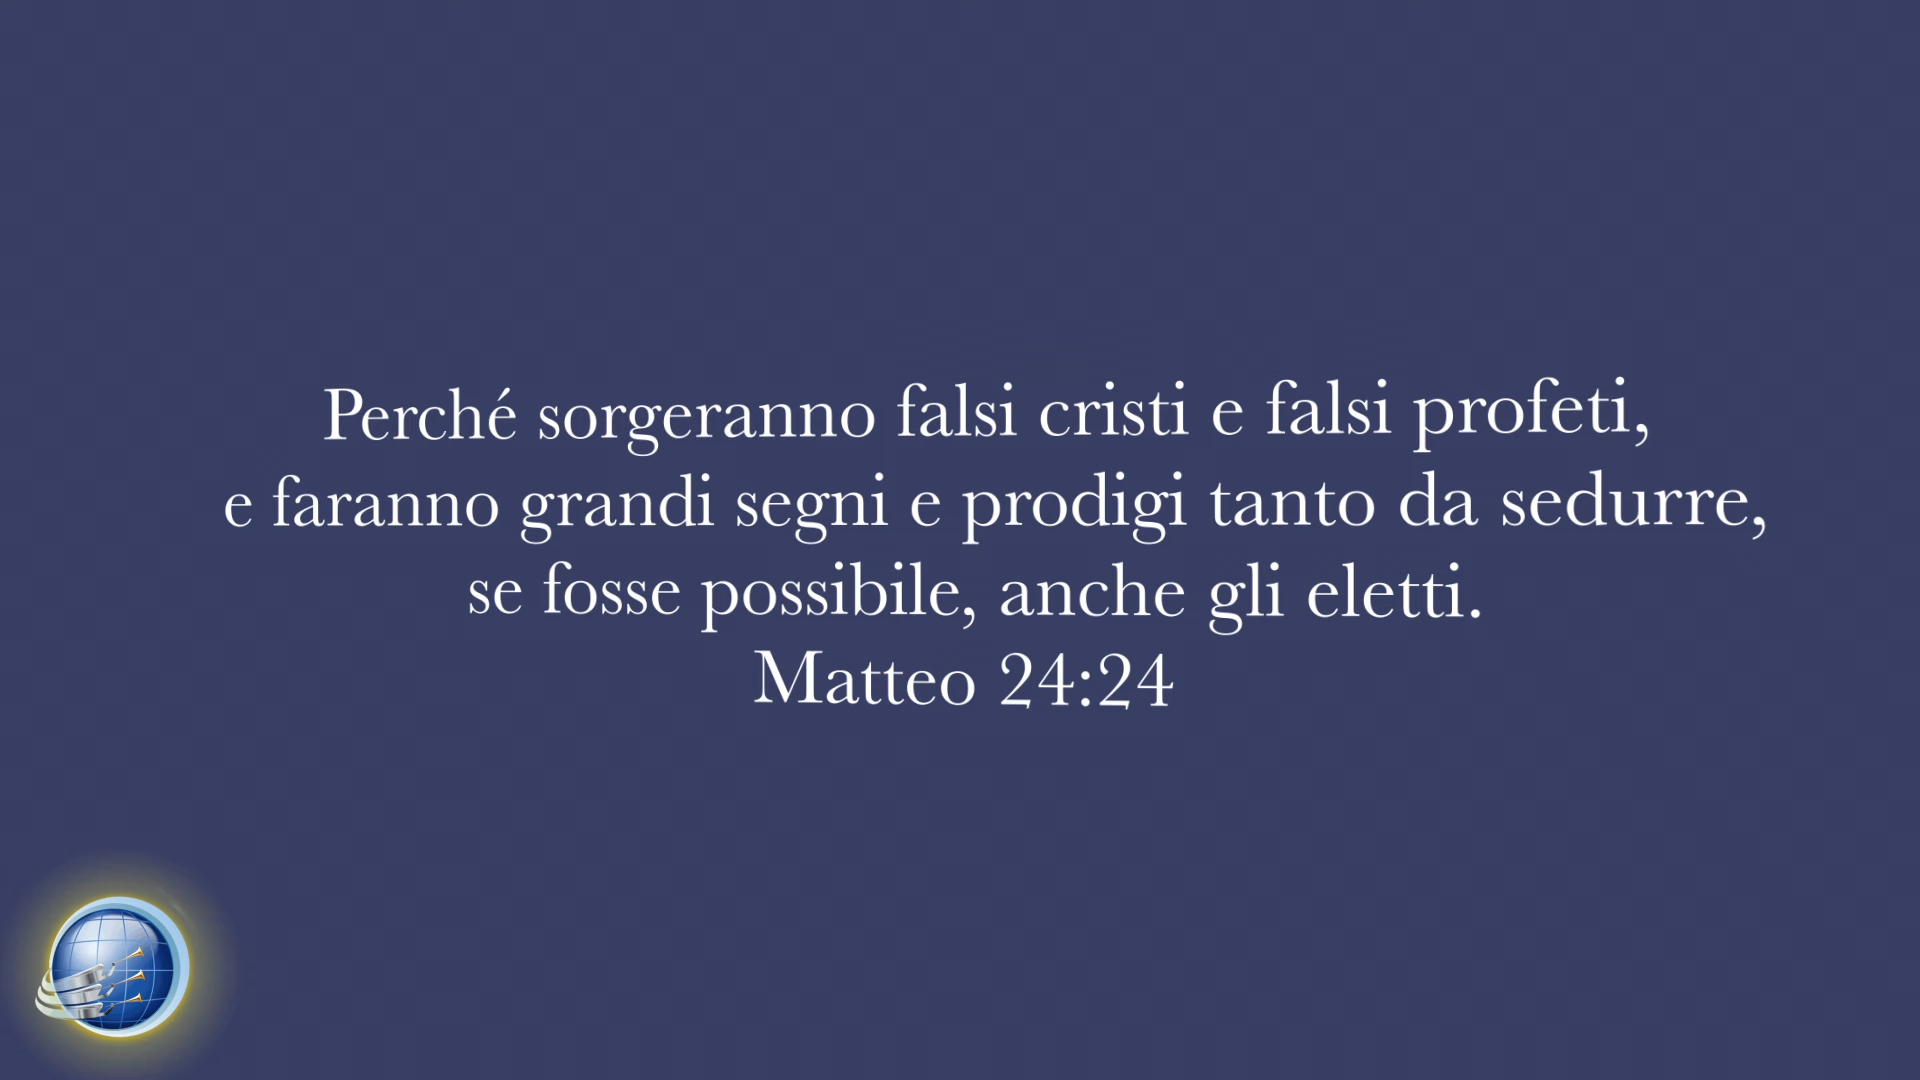 Perché sorgeranno falsi cristi e falsi profeti,
e faranno grandi segni e prodigi tanto da sedurre,
se fosse possibile, anche gli eletti.
Matteo 24:24